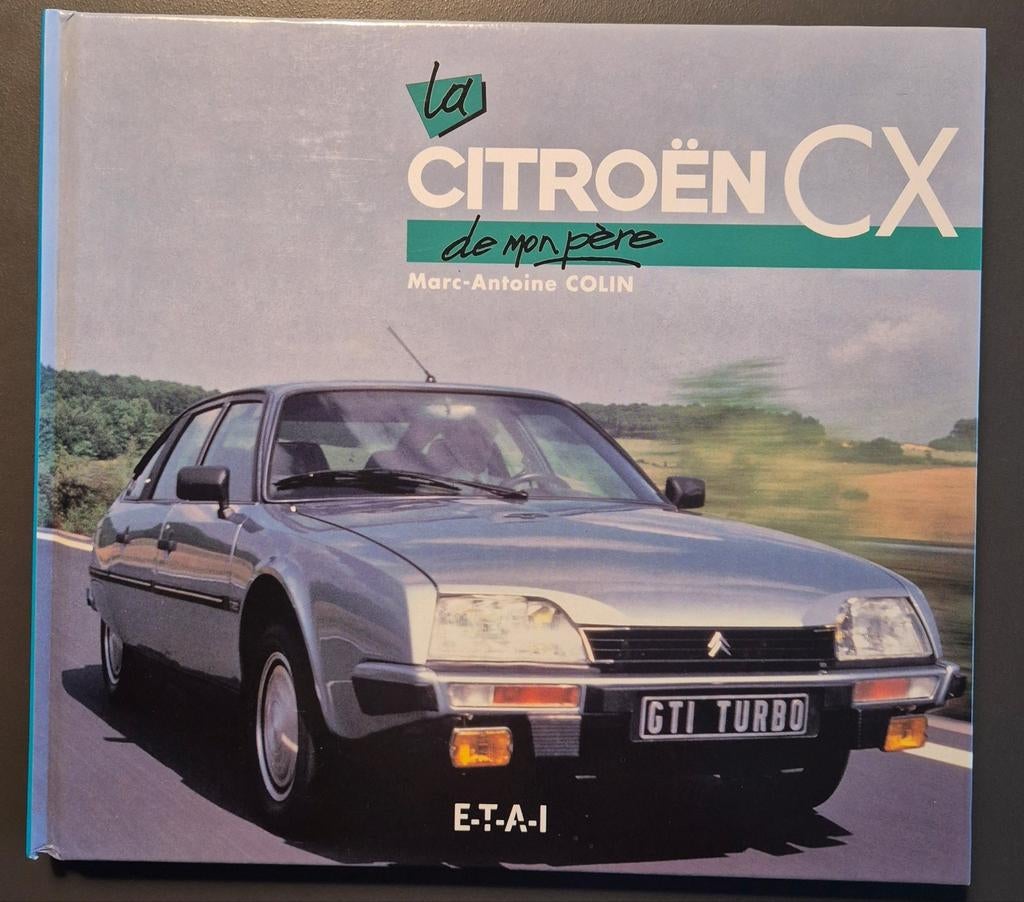 La
CITROËN CX
de mon père
Marc-Antoine COLIN
GTI TURBO
E-T-A-I